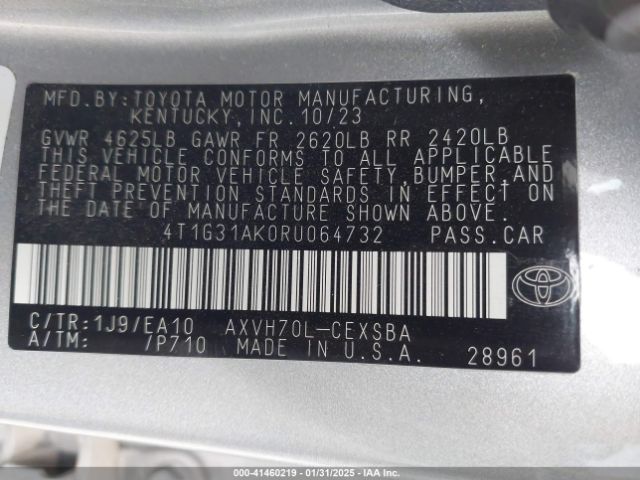 MFD.BY:TOYOTA MOTOR MANUFACTURING,
KENTUCKY,INC.10/23
GVWR 4625LB GAWR FR 2620LB RR 2420LB
THIS VEHICLE CONFORMS TO ALL APPLICABLE
FEDERAL MOTOR VEHICLE SAFETY,BUMPER,AND
THEFT PREVENTION STANDARDS IN EFFECT ON
THE DATE OF MANUFACTURE SHOWN ABOVE.
4T1G31AK0RU064732 PASS.CAR
C/TR:1J9/EA10 AXVH70L-CEXSBA
A/TM: /P710 MADE IN U.S.A. 28961
000-41460219 - 01/31/2025 - IAA Inc.